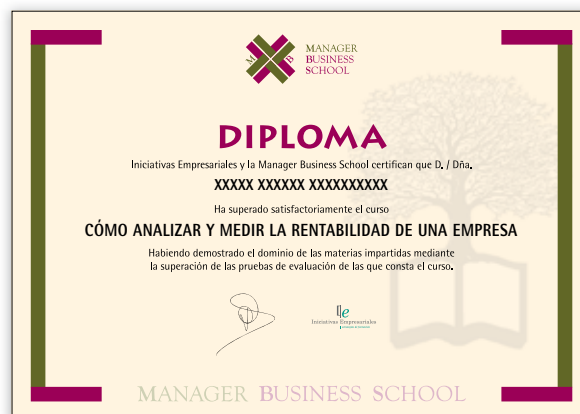 M B
MANAGER
BUSINESS
SCHOOL
DIPLOMA
Iniciativas Empresariales y la Manager Business School certifican que D. / Dña.
XXXXX XXXXXX XXXXXXXXXX
Ha superado satisfactoriamente el curso
CÓMO ANALIZAR Y MEDIR LA RENTABILIDAD DE UNA EMPRESA
Habiendo demostrado el dominio de las materias impartidas mediante
la superación de las pruebas de evaluación de las que consta el curso.
Iniciativas Empresariales
MANAGER BUSINESS SCHOOL